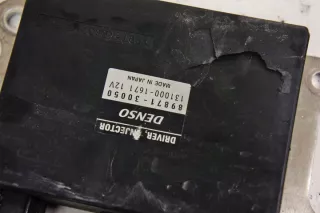 DRIVER, INJECTOR
DENSO
89871-30050
131000-1671 12V
MADE IN JAPAN